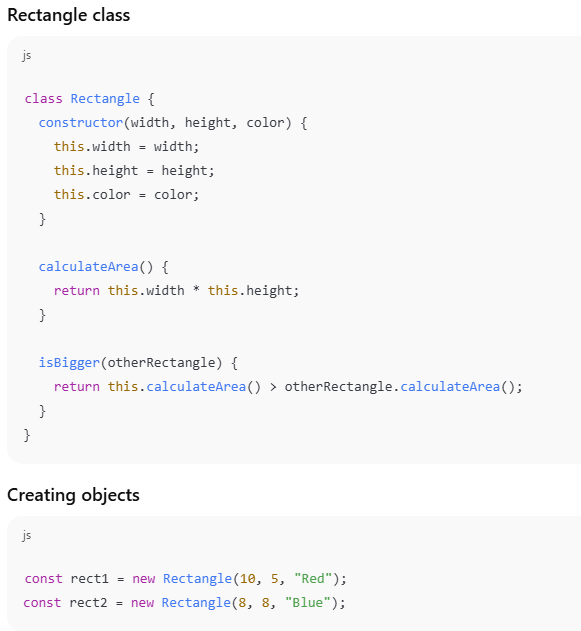 Rectangle class
js
class Rectangle {
  constructor(width, height, color) {
    this.width = width;
    this.height = height;
    this.color = color;
  }

  calculateArea() {
    return this.width * this.height;
  }

  isBigger(otherRectangle) {
    return this.calculateArea() > otherRectangle.calculateArea();
  }
}
Creating objects
js
const rect1 = new Rectangle(10, 5, "Red");
const rect2 = new Rectangle(8, 8, "Blue");